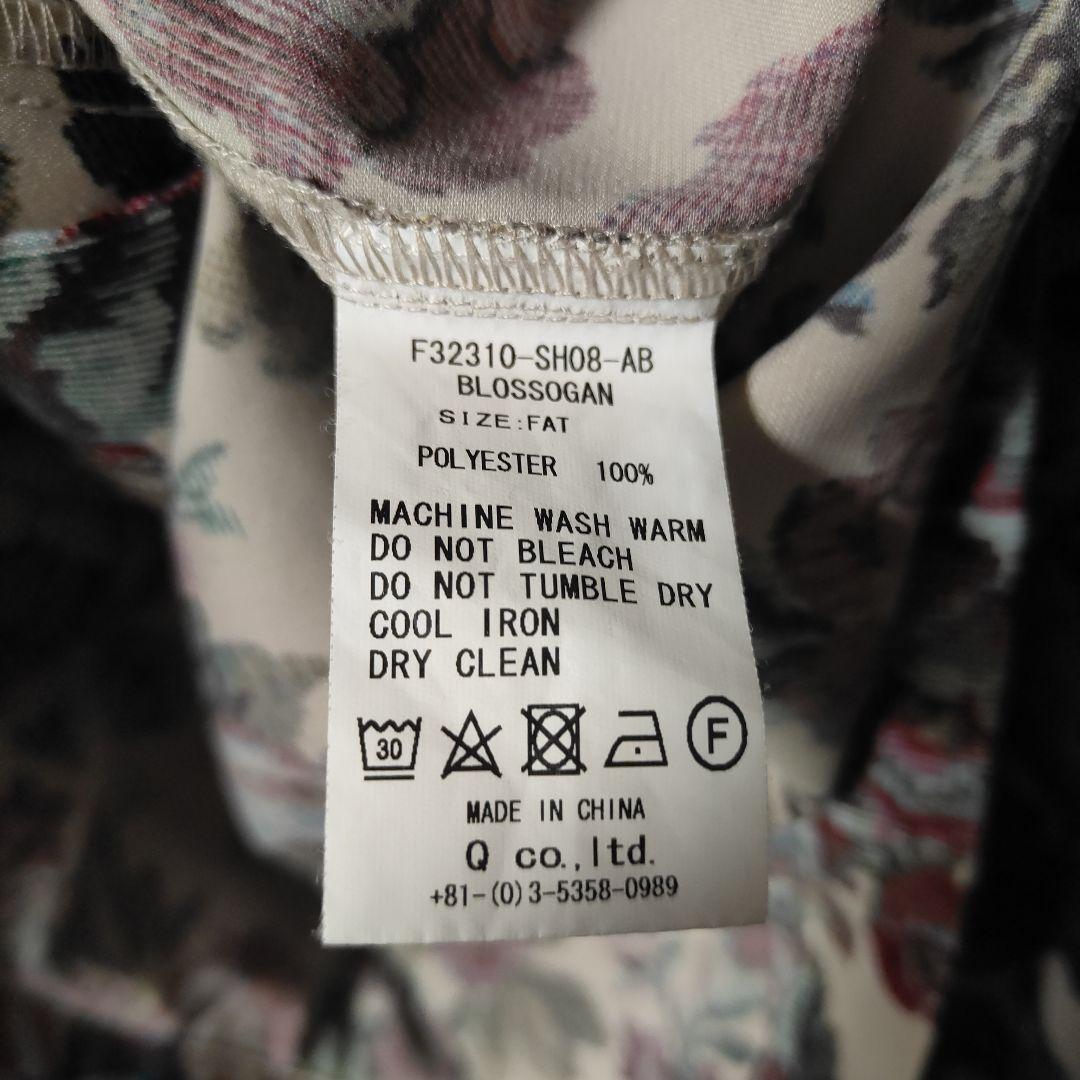 F32310-SH08-AB
BLOSSOGAN
SIZE:FAT
POLYESTER 100%
MACHINE WASH WARM
DO NOT BLEACH
DO NOT TUMBLE DRY
COOL IRON
DRY CLEAN
30 F
MADE IN CHINA
Q co.,ltd.
+81-(0)3-5358-0989